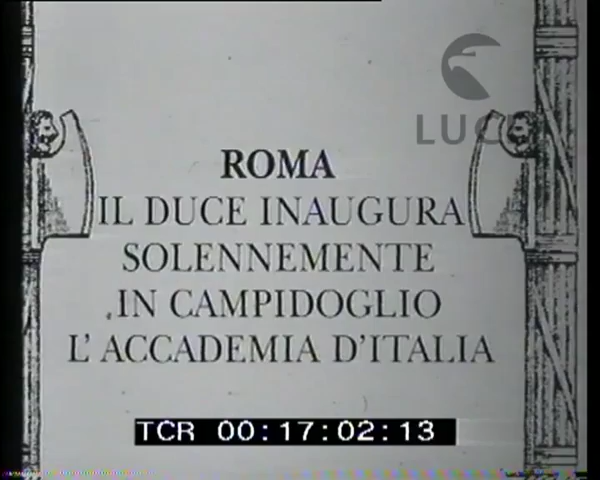 LUCE
ROMA
IL DUCE INAUGURA
SOLENNEMENTE
IN CAMPIDOGLIO
L' ACCADEMIA D'ITALIA
TCR 00:17:02:13